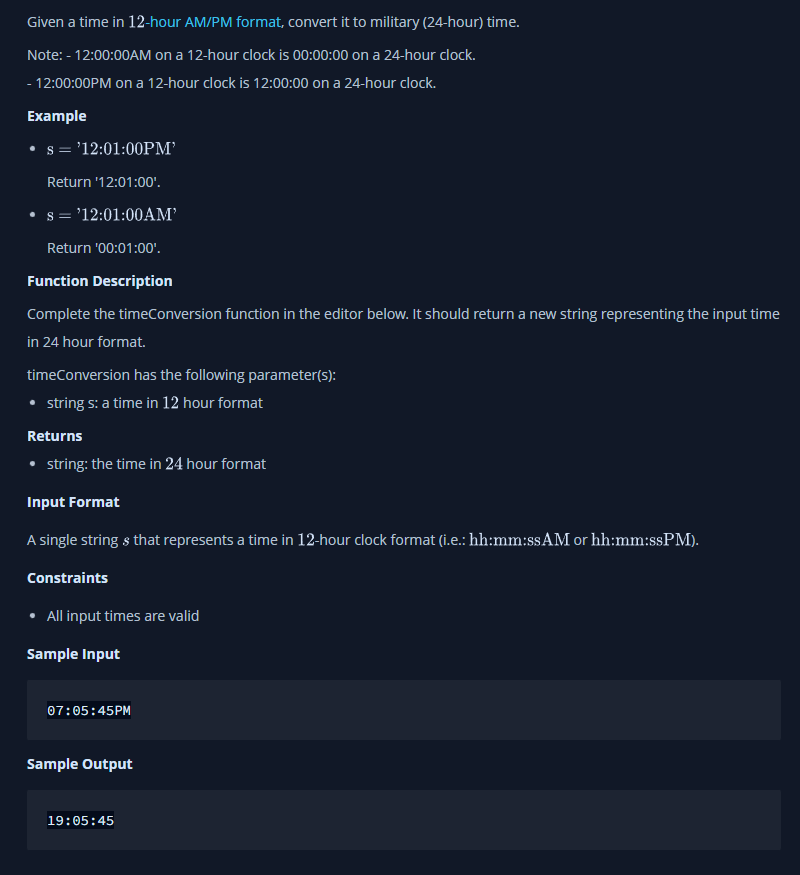 Given a time in 12-hour AM/PM format, convert it to military (24-hour) time.
Note: - 12:00:00AM on a 12-hour clock is 00:00:00 on a 24-hour clock.
- 12:00:00PM on a 12-hour clock is 12:00:00 on a 24-hour clock.
Example
• s = '12:01:00PM'
Return '12:01:00'.
• s = '12:01:00AM'
Return '00:01:00'.
Function Description
Complete the timeConversion function in the editor below. It should return a new string representing the input time
in 24 hour format.
timeConversion has the following parameter(s):
• string s: a time in 12 hour format
Returns
• string: the time in 24 hour format
Input Format
A single string s that represents a time in 12-hour clock format (i.e.: hh:mm:ssAM or hh:mm:ssPM).
Constraints
• All input times are valid
Sample Input
07:05:45PM
Sample Output
19:05:45